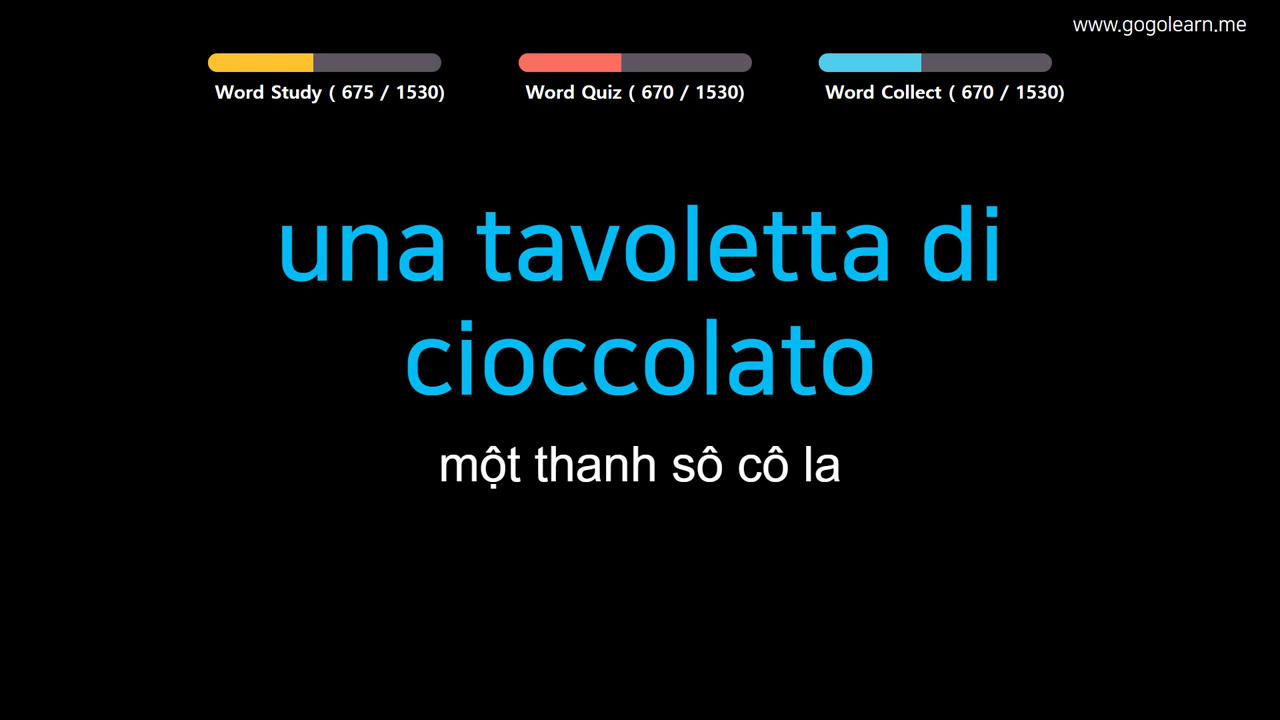 www.gogolearn.me
Word Study ( 675 / 1530)
Word Quiz ( 670 / 1530)
Word Collect ( 670 / 1530)
una tavoletta di
cioccolato
một thanh sô cô la